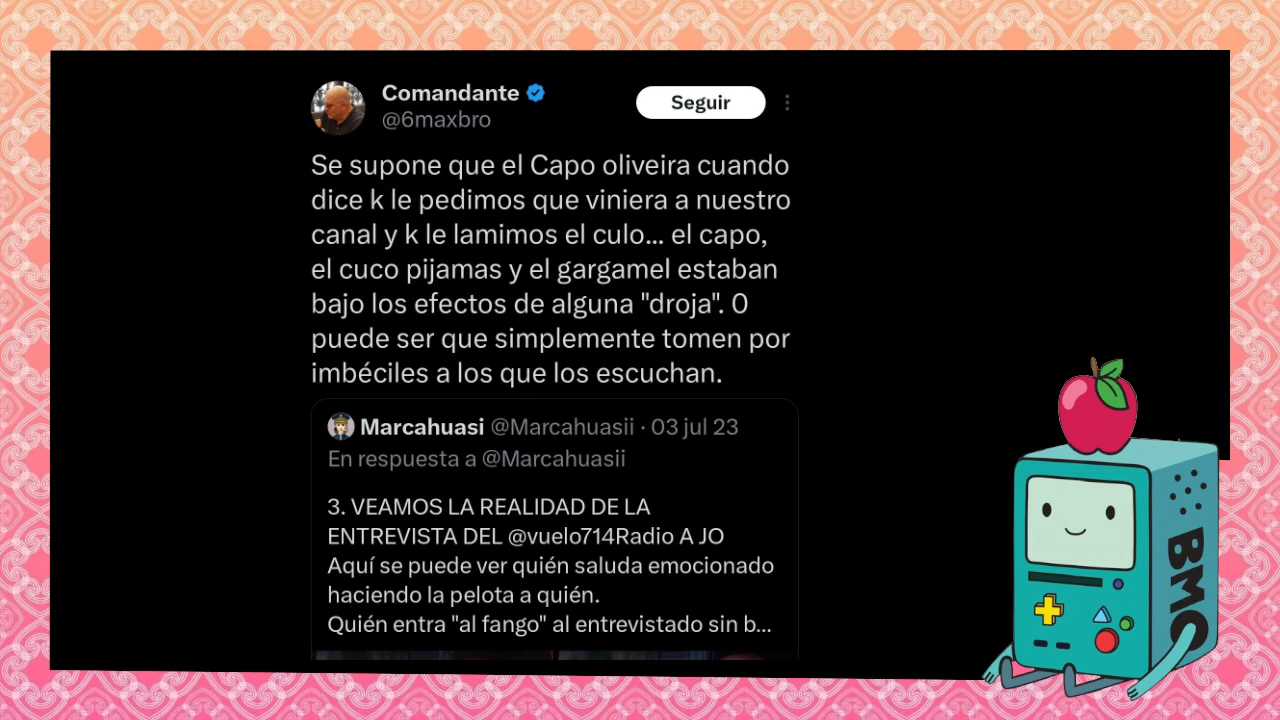 Comandante
@6maxbro
Seguir
Se supone que el Capo oliveira cuando
dice k le pedimos que viniera a nuestro
canal y k le lamimos el culo... el capo,
el cuco pijamas y el gargamel estaban
bajo los efectos de alguna "droja". O
puede ser que simplemente tomen por
imbéciles a los que los escuchan.
Marcahuasi @Marcahuasii · 03 jul 23
En respuesta a @Marcahuasii
3. VEAMOS LA REALIDAD DE LA
ENTREVISTA DEL @vuelo714Radio A JO
Aquí se puede ver quién saluda emocionado
haciendo la pelota a quién.
Quién entra "al fango" al entrevistado sin b...
BMO